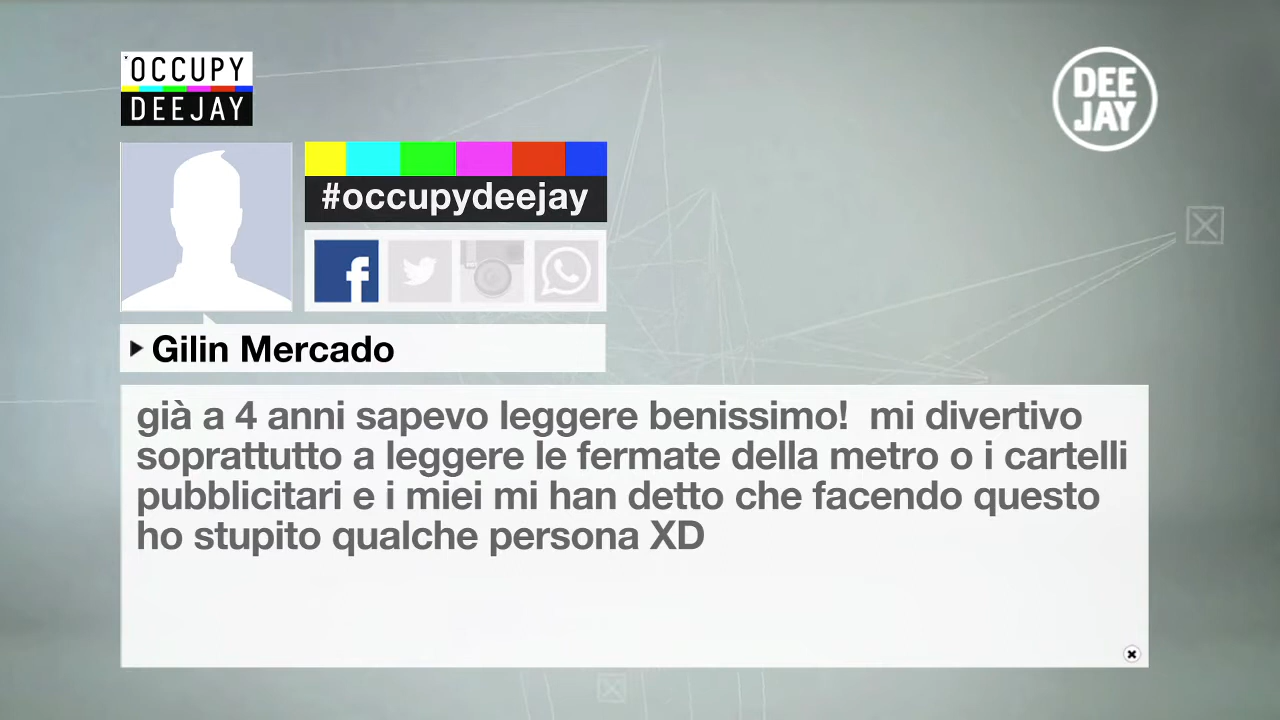 OCCUPY
DEEJAY
DEE
JAY
#occupydeejay
f
Gilin Mercado
già a 4 anni sapevo leggere benissimo!  mi divertivo
soprattutto a leggere le fermate della metro o i cartelli
pubblicitari e i miei mi han detto che facendo questo
ho stupito qualche persona XD